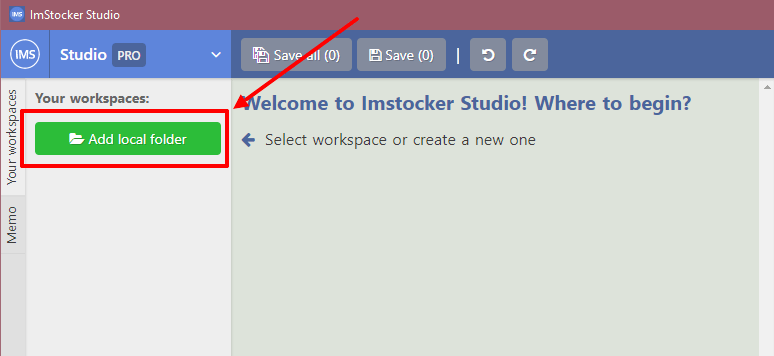 IMS ImStocker Studio
IMS Studio PRO Save all (0) Save (0) |
Your workspaces:
Add local folder
Your workspaces
Memo
Welcome to Imstocker Studio! Where to begin?
Select workspace or create a new one